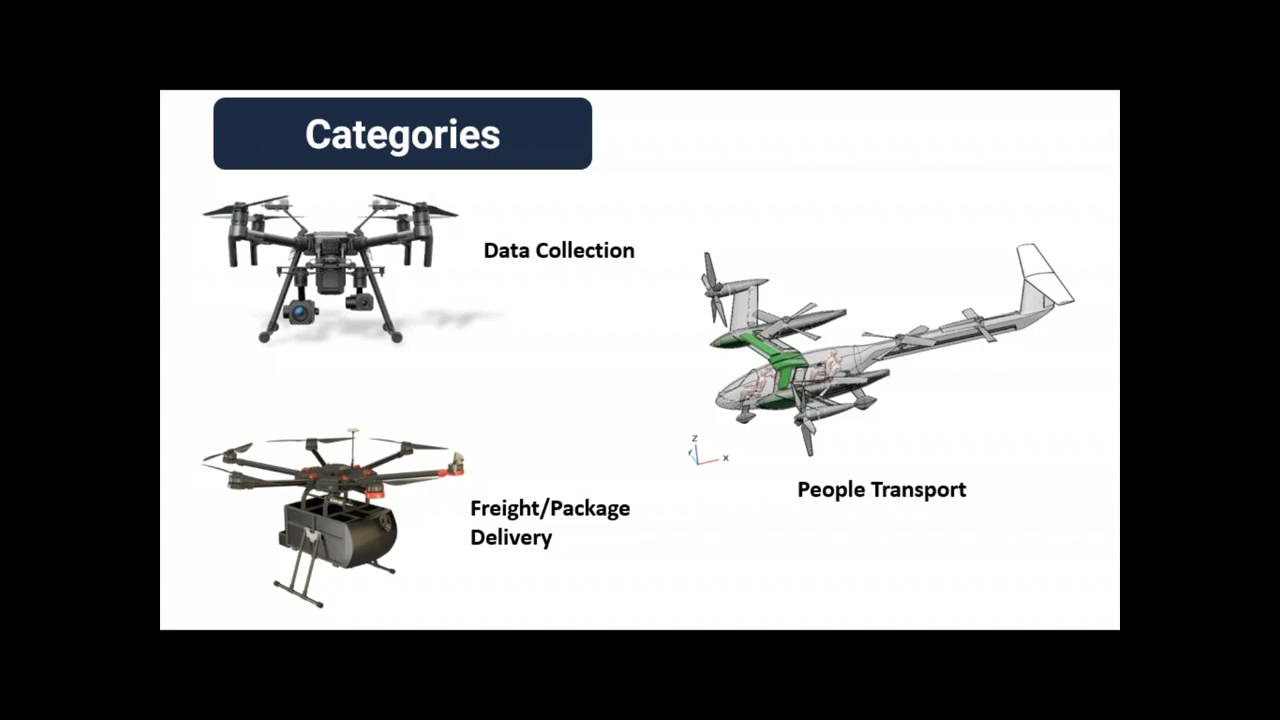 Categories
Data Collection
Freight/Package
Delivery
People Transport
z
x